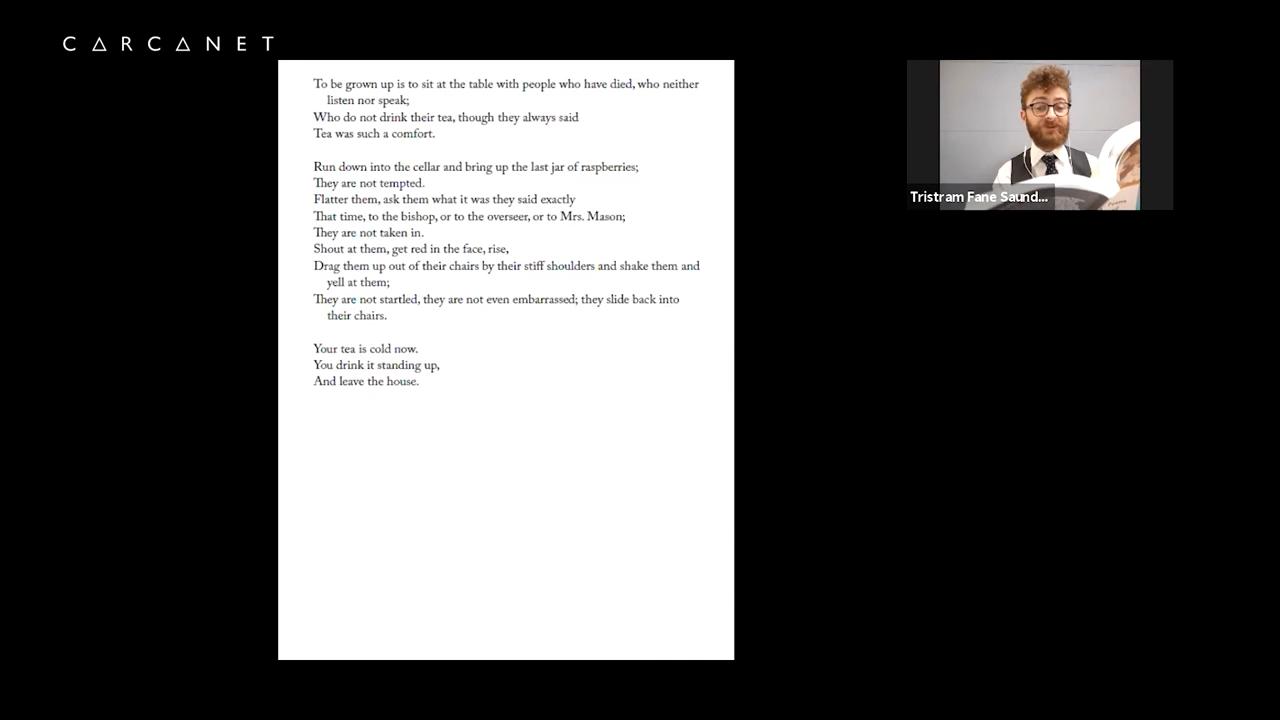 CARCANET
To be grown up is to sit at the table with people who have died, who neither
listen nor speak;
Who do not drink their tea, though they always said
Tea was such a comfort.
Run down into the cellar and bring up the last jar of raspberries;
They are not tempted.
Flatter them, ask them what it was they said exactly
That time, to the bishop, or to the overseer, or to Mrs. Mason;
They are not taken in.
Shout at them, get red in the face, rise,
Drag them up out of their chairs by their stiff shoulders and shake them and
yell at them;
They are not startled, they are not even embarrassed; they slide back into
their chairs.
Your tea is cold now.
You drink it standing up,
And leave the house.
Tristram Fane Saund...